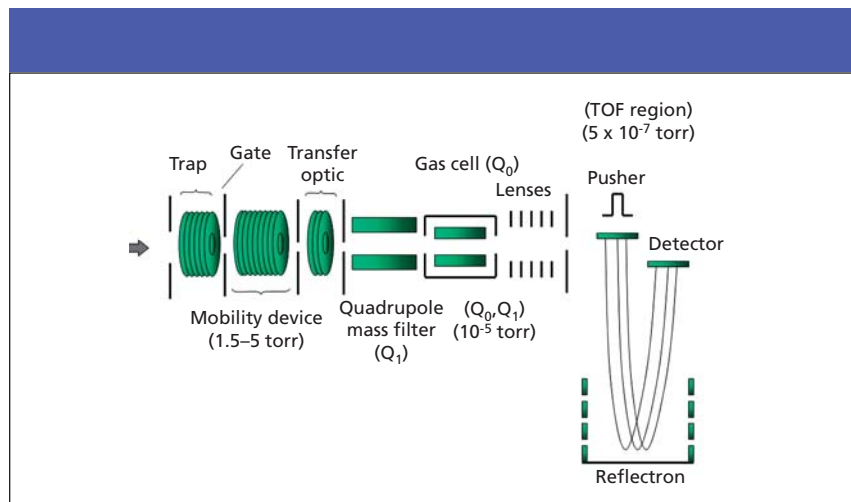 (TOF region)
(5 x 10⁻⁷ torr)
Trap
Gate
Transfer
optic
Gas cell (Q₀)
Lenses
Pusher
Detector
Mobility device
(1.5–5 torr)
Quadrupole
mass filter
(Q₁)
(Q₀,Q₁)
(10⁻⁵ torr)
Reflectron